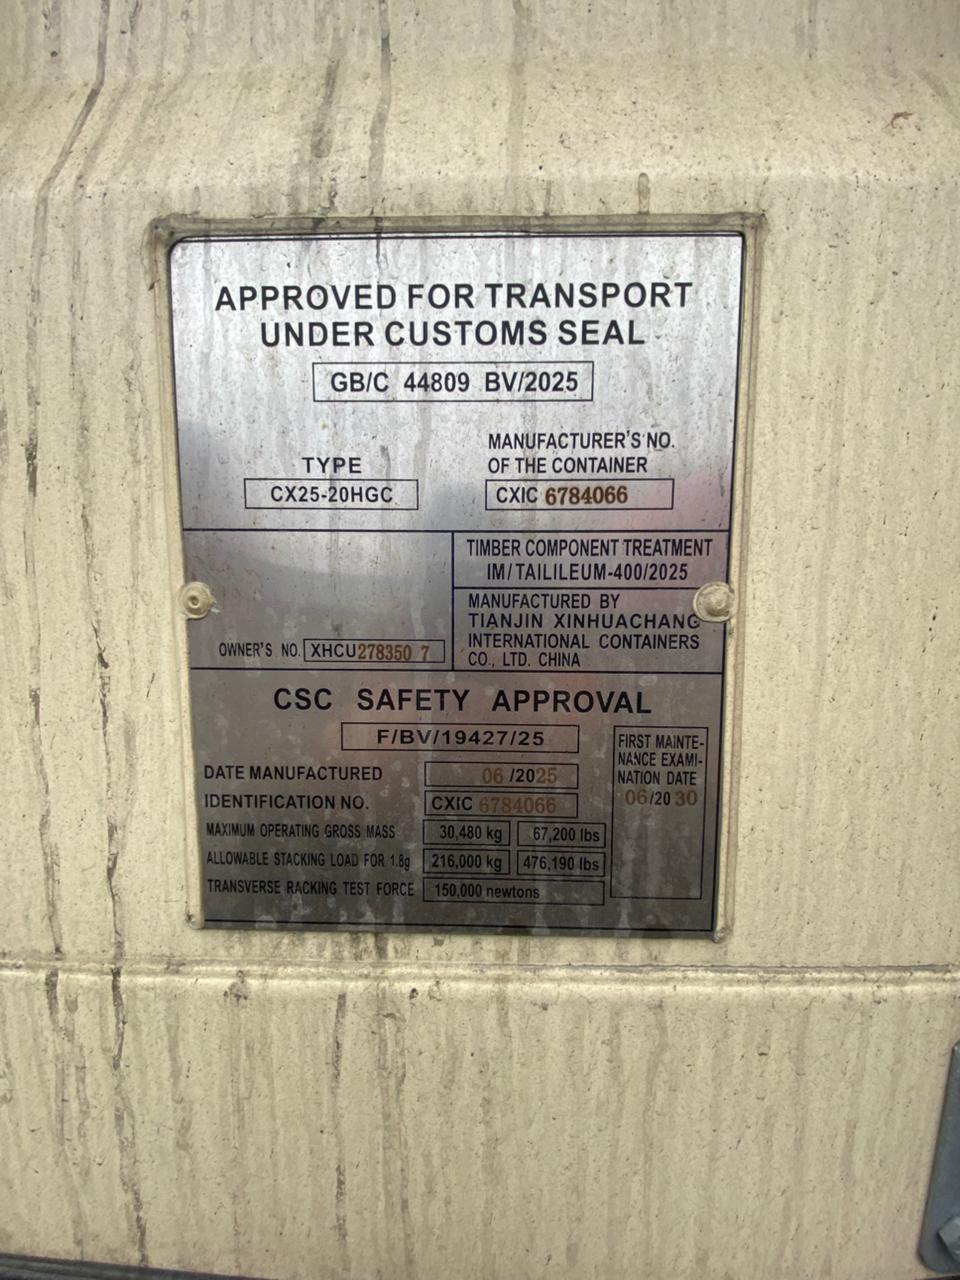 APPROVED FOR TRANSPORT
UNDER CUSTOMS SEAL
GB/C 44809 BV/2025
TYPE
CX25-20HGC
MANUFACTURER'S NO.
OF THE CONTAINER
CXIC 6784066
TIMBER COMPONENT TREATMENT
IM/TAILILEUM-400/2025
OWNER'S NO. XHCU278350 7
MANUFACTURED BY
TIANJIN XINHUACHANG
INTERNATIONAL CONTAINERS
CO., LTD. CHINA
CSC SAFETY APPROVAL
F/BV/19427/25
DATE MANUFACTURED 06/2025
IDENTIFICATION NO. CXIC 6784066
MAXIMUM OPERATING GROSS MASS 30,480 kg 67,200 lbs
ALLOWABLE STACKING LOAD FOR 1.8g 216,000 kg 476,190 lbs
TRANSVERSE RACKING TEST FORCE 150,000 newtons
FIRST MAINTE-
NANCE EXAMI-
NATION DATE
06/20 30